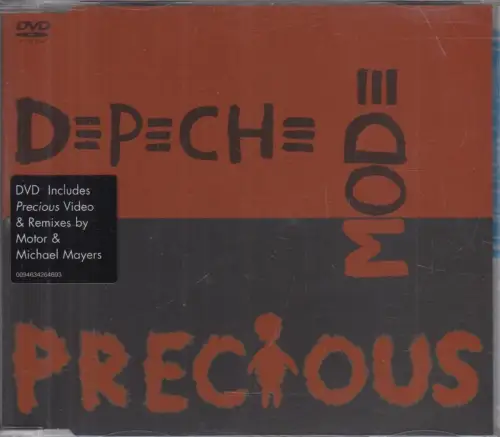 DVD
DEPECHE
MODE
DVD Includes
Precious Video
& Remixes by
Motor &
Michael Mayers
PRECIOUS